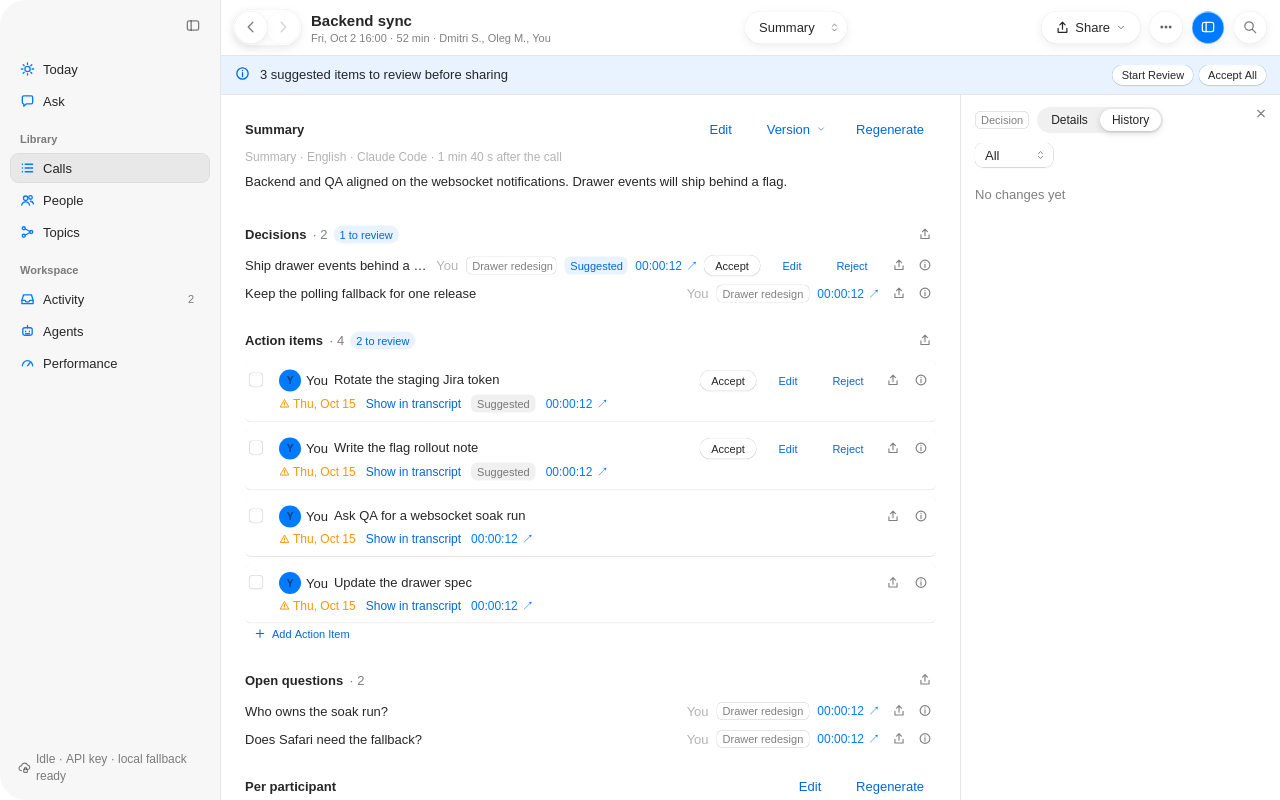 Backend sync
Fri, Oct 2 16:00 · 52 min · Dmitri S., Oleg M., You
Summary
Share
Today
Ask
Library
Calls
People
Topics
Workspace
Activity 2
Agents
Performance
Idle · API key · local fallback
ready
3 suggested items to review before sharing
Start Review
Accept All
Summary
Edit
Version
Regenerate
Summary · English · Claude Code · 1 min 40 s after the call
Backend and QA aligned on the websocket notifications. Drawer events will ship behind a flag.
Decisions · 2 1 to review
Ship drawer events behind a … You Drawer redesign Suggested 00:00:12 Accept Edit Reject
Keep the polling fallback for one release You Drawer redesign 00:00:12
Action items · 4 2 to review
Y You Rotate the staging Jira token Accept Edit Reject
Thu, Oct 15 Show in transcript Suggested 00:00:12
Y You Write the flag rollout note Accept Edit Reject
Thu, Oct 15 Show in transcript Suggested 00:00:12
Y You Ask QA for a websocket soak run
Thu, Oct 15 Show in transcript 00:00:12
Y You Update the drawer spec
Thu, Oct 15 Show in transcript 00:00:12
Add Action Item
Open questions · 2
Who owns the soak run? You Drawer redesign 00:00:12
Does Safari need the fallback? You Drawer redesign 00:00:12
Per participant Edit Regenerate
Decision
Details
History
All
No changes yet